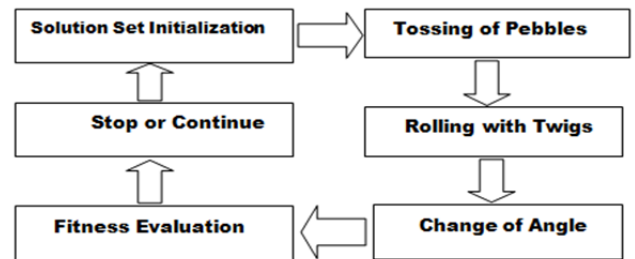 Solution Set Initialization
Tossing of Pebbles
Stop or Continue
Rolling with Twigs
Fitness Evaluation
Change of Angle